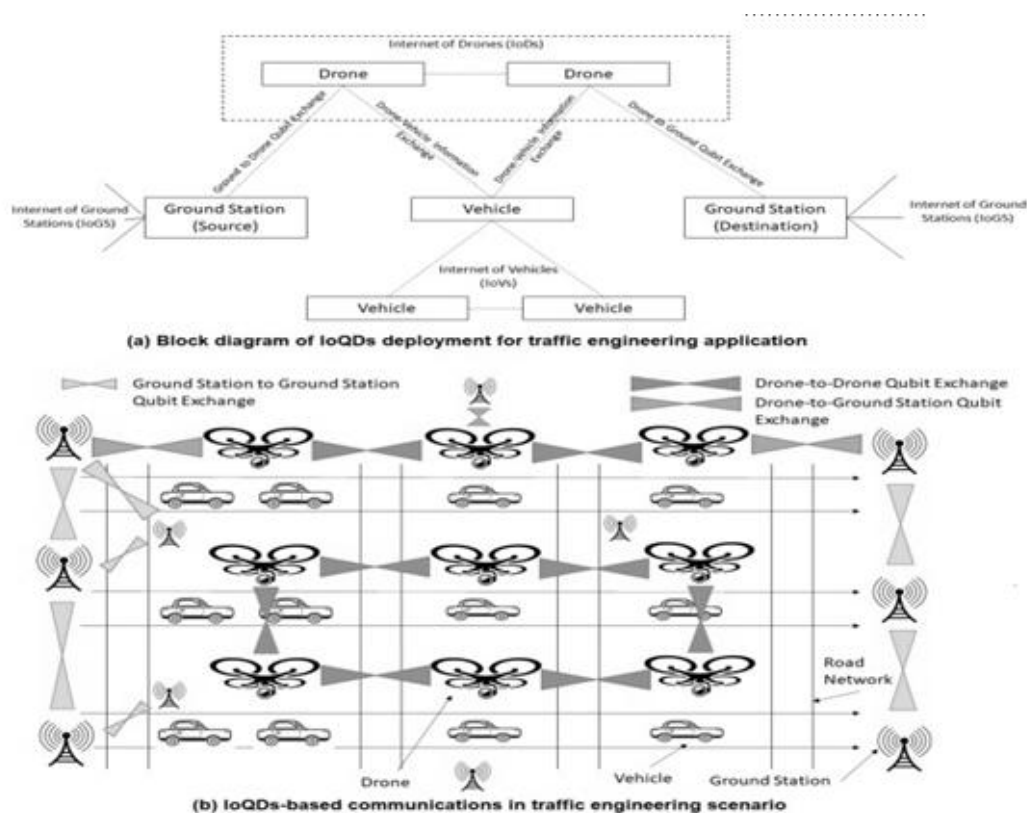 Internet of Drones (IoDs)
Drone
Drone
Ground to Drone Qubit Exchange
Drone-Vehicle Information
Exchange
Drone-Vehicle Information
Exchange
Drone to Ground Qubit Exchange
Internet of Ground
Stations (IoGS)
Ground Station
(Source)
Vehicle
Ground Station
(Destination)
Internet of Ground
Stations (IoGS)
Internet of Vehicles
(IoVs)
Vehicle
Vehicle
(a) Block diagram of IoQDs deployment for traffic engineering application
Ground Station to Ground Station
Qubit Exchange
Drone-to-Drone Qubit Exchange
Drone-to-Ground Station Qubit
Exchange
Road
Network
Drone
Vehicle
Ground Station
(b) IoQDs-based communications in traffic engineering scenario